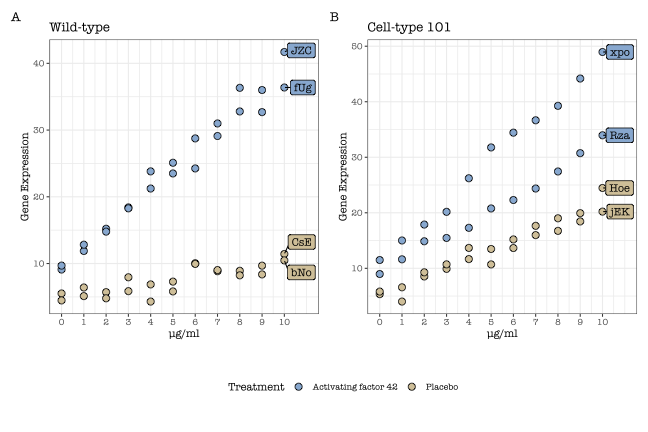 A
Wild-type
Gene Expression
40
30
20
10
JZC
fUg
CsE
bNo
0 1 2 3 4 5 6 7 8 9 10
µg/ml
B
Cell-type 101
Gene Expression
50
40
30
20
10
xpo
Rza
Hoe
jEK
0 1 2 3 4 5 6 7 8 9 10
µg/ml
Treatment Activating factor 42 Placebo